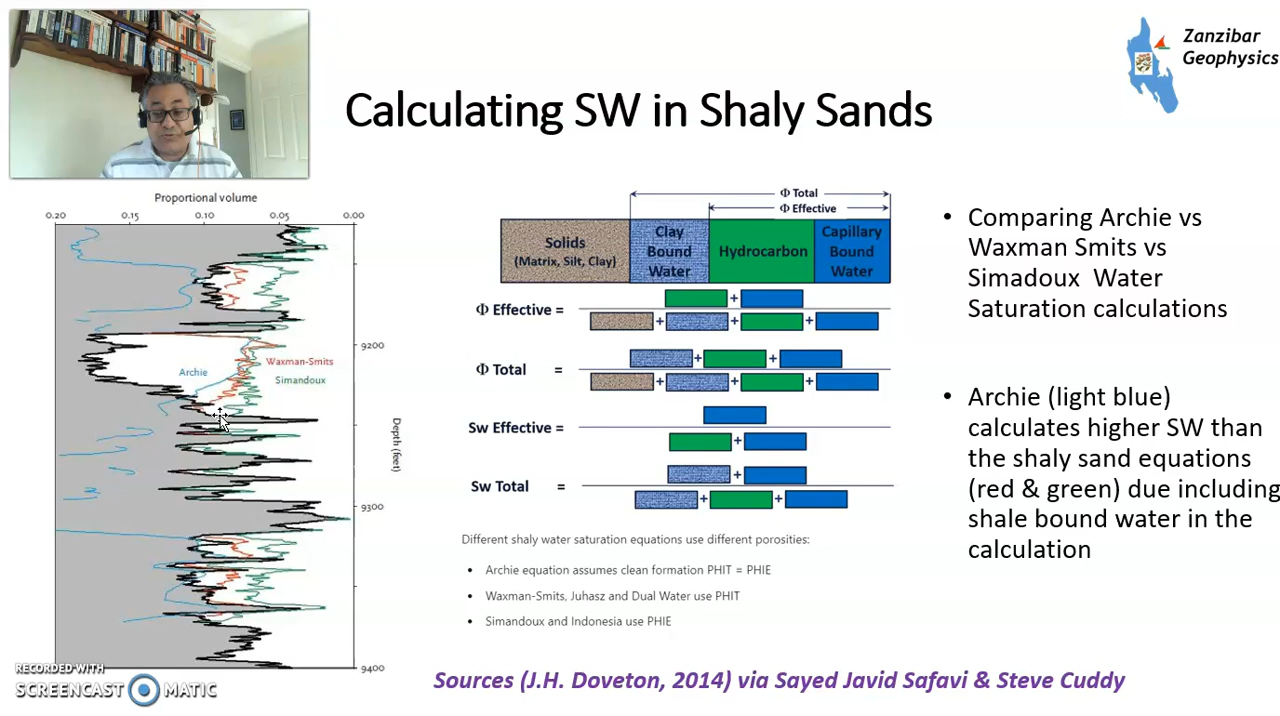 Zanzibar
Geophysics
Calculating SW in Shaly Sands
Proportional volume
0.20 0.15 0.10 0.05 0.00
9200
Waxman-Smits
Archie
Simandoux
Depth (feet)
9300
9400
Φ Total
Φ Effective
Solids
(Matrix, Silt, Clay)
Clay
Bound
Water
Hydrocarbon
Capillary
Bound
Water
Φ Effective =
+
+ + +
Φ Total =
+ +
+ + +
Sw Effective =
+
Sw Total =
+
+ +
Different shaly water saturation equations use different porosities:
• Archie equation assumes clean formation PHIT = PHIE
• Waxman-Smits, Juhasz and Dual Water use PHIT
• Simandoux and Indonesia use PHIE
• Comparing Archie vs
Waxman Smits vs
Simadoux Water
Saturation calculations
• Archie (light blue)
calculates higher SW than
the shaly sand equations
(red & green) due including
shale bound water in the
calculation
Sources (J.H. Doveton, 2014) via Sayed Javid Safavi & Steve Cuddy
RECORDED WITH
SCREENCAST MATIC